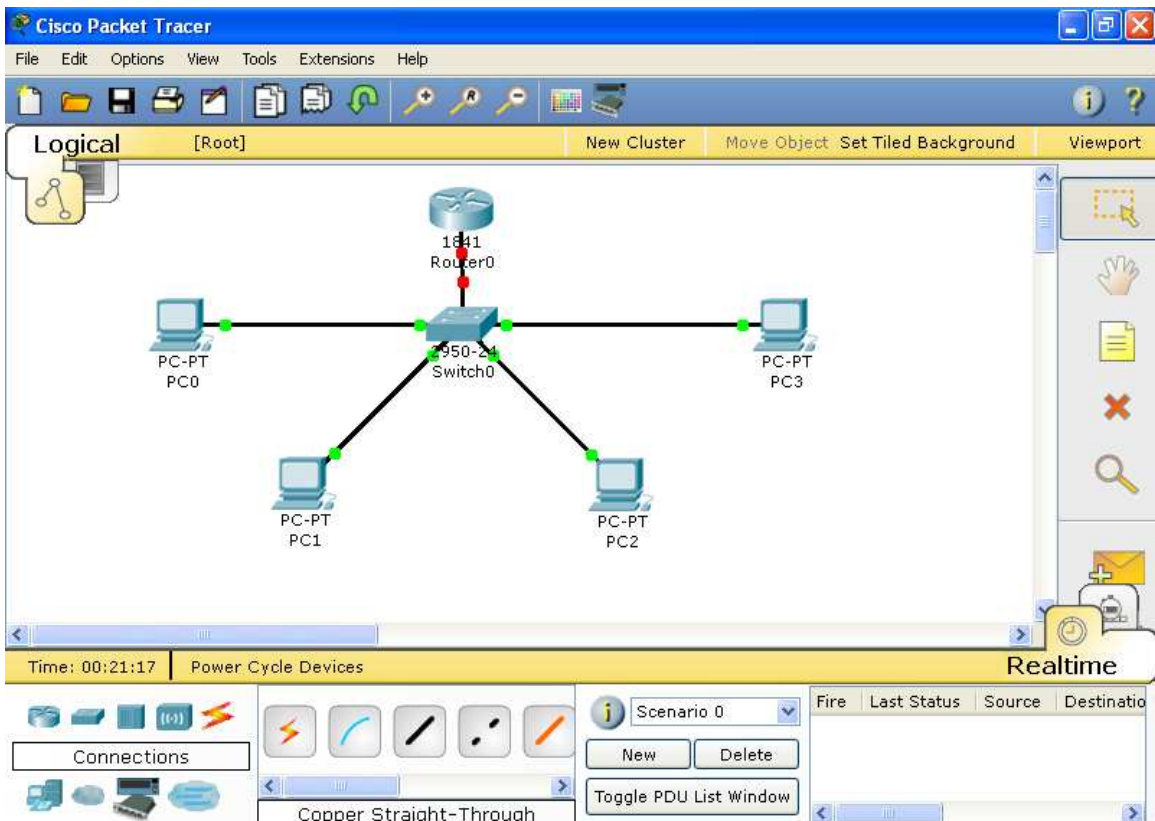 Cisco Packet Tracer
File Edit Options View Tools Extensions Help
Logical [Root] New Cluster Move Object Set Tiled Background Viewport
1841
Router0
PC-PT
PC0
2950-24
Switch0
PC-PT
PC3
PC-PT
PC1
PC-PT
PC2
Time: 00:21:17 Power Cycle Devices Realtime
Fire Last Status Source Destinatio
Scenario 0
Connections
New Delete
Toggle PDU List Window
Copper Straight-Through